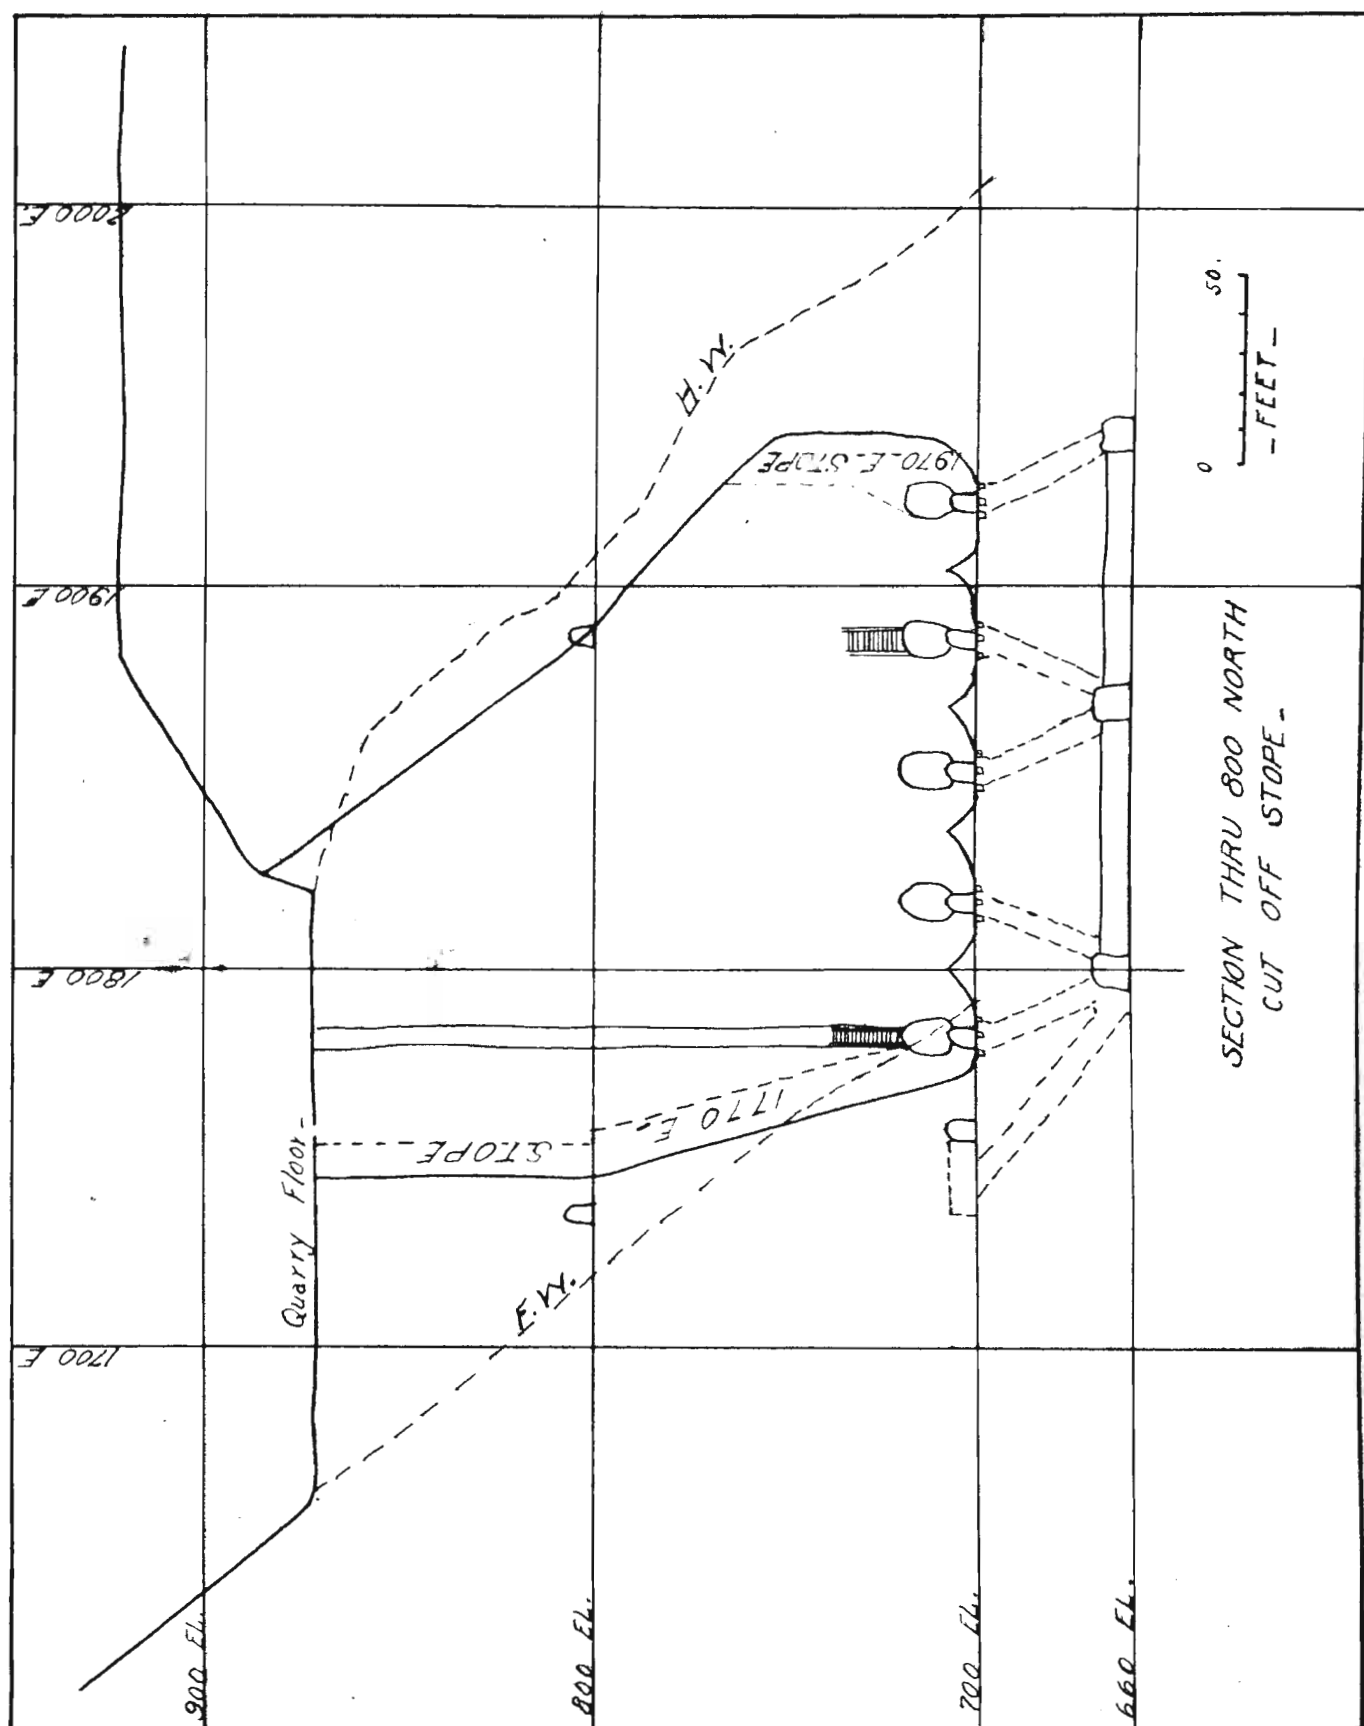 2000 E.
1900 E
1800 E
1700 E
900 EL.
800 EL.
700 EL.
660 EL.
Quarry Floor-
H.W.
F.W.
1970 E. STOPE
1770 E.
STOPE
0 50.
- FEET -
SECTION THRU 800 NORTH
CUT OFF STOPE -